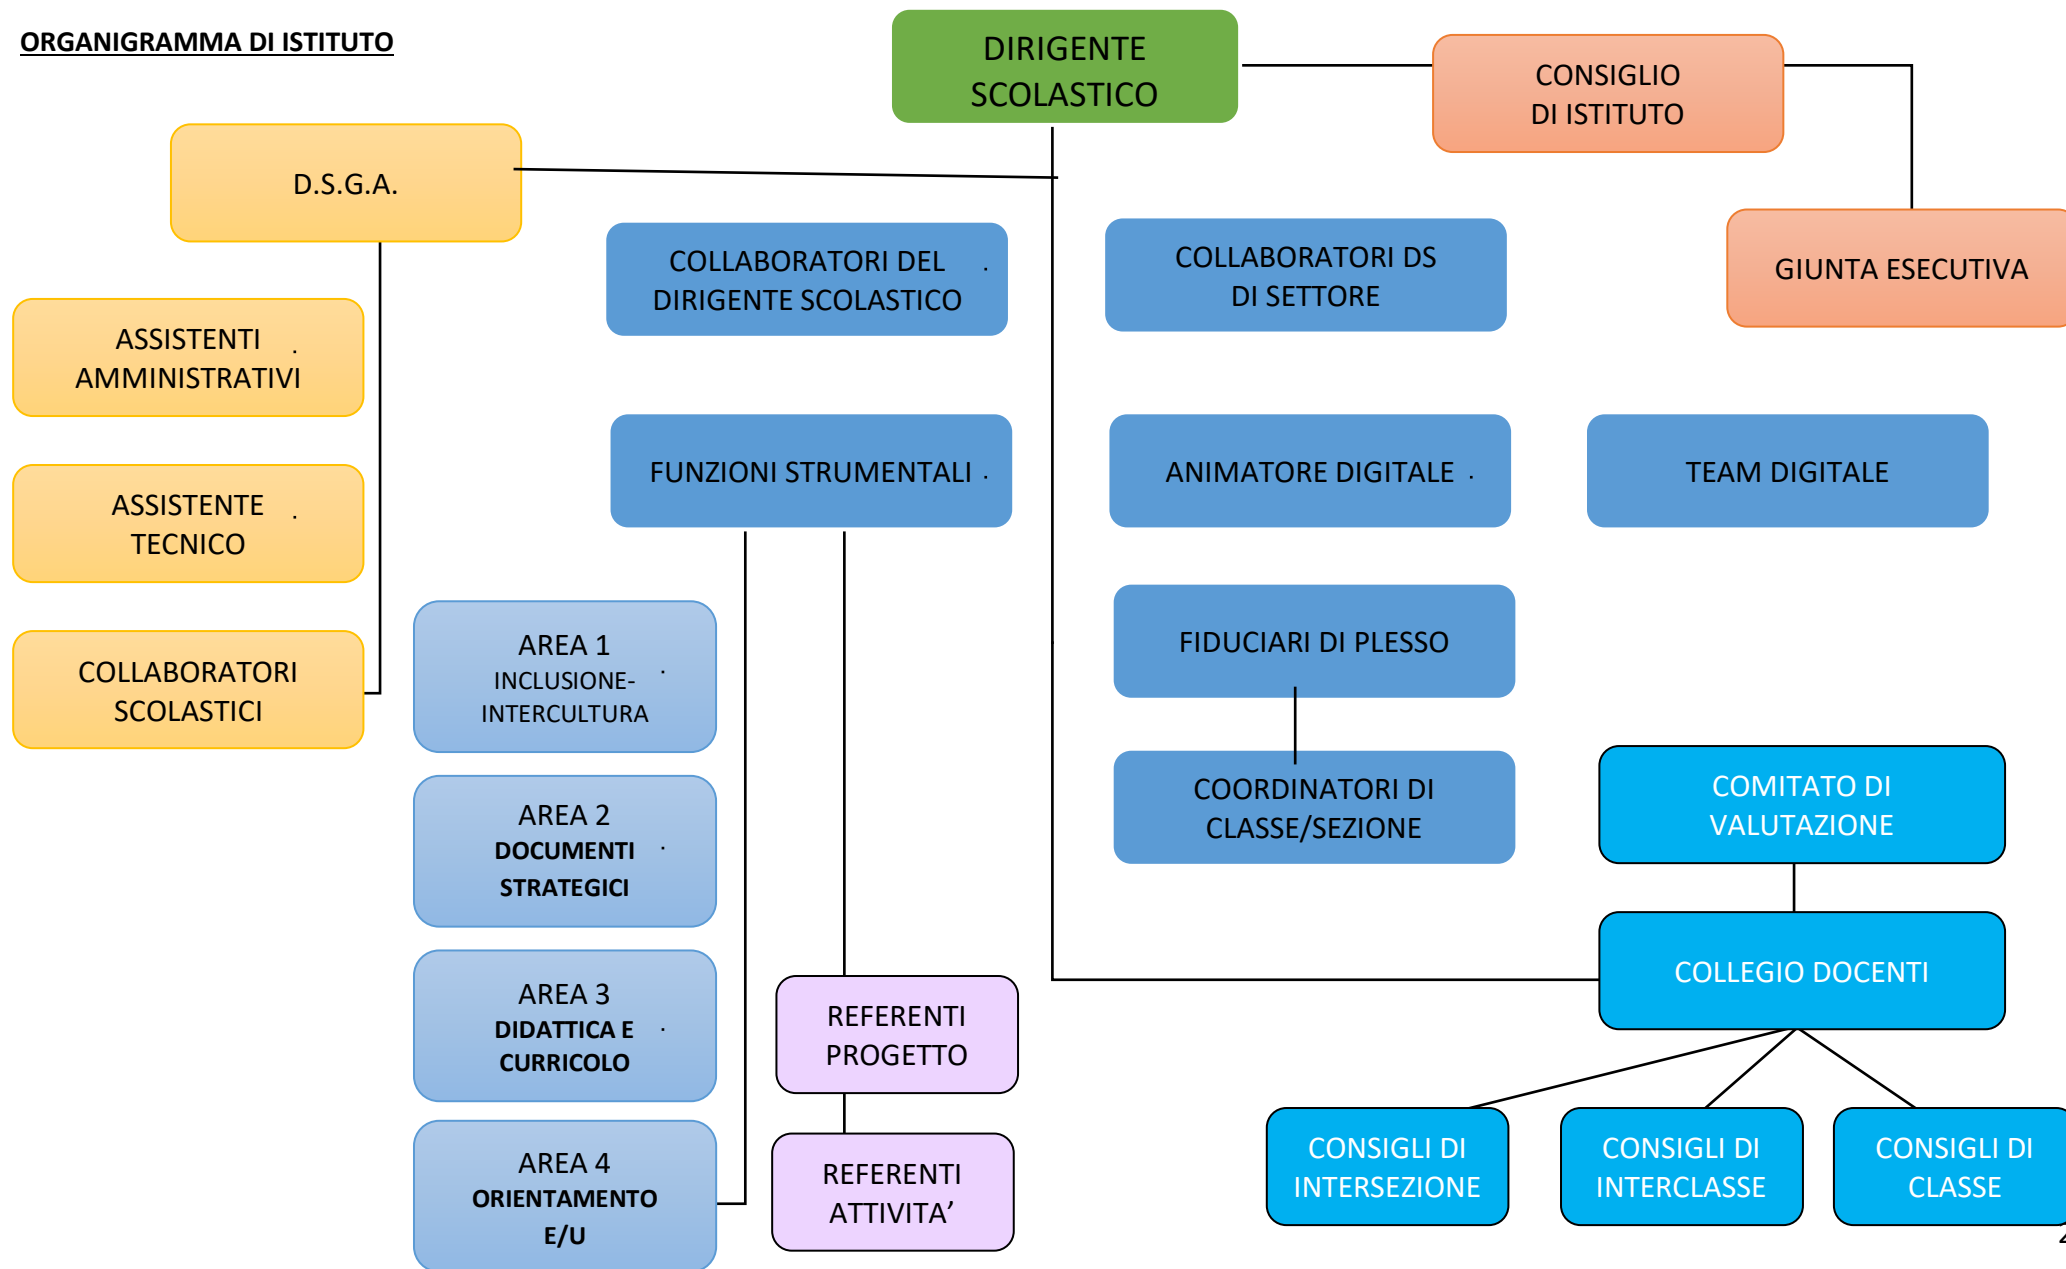 ORGANIGRAMMA DI ISTITUTO
DIRIGENTE
SCOLASTICO
CONSIGLIO
DI ISTITUTO
D.S.G.A.
COLLABORATORI DEL .
DIRIGENTE SCOLASTICO
COLLABORATORI DS
DI SETTORE
GIUNTA ESECUTIVA
ASSISTENTI .
AMMINISTRATIVI
FUNZIONI STRUMENTALI .
ANIMATORE DIGITALE .
TEAM DIGITALE
ASSISTENTE .
TECNICO
COLLABORATORI
SCOLASTICI
AREA 1
INCLUSIONE- .
INTERCULTURA
FIDUCIARI DI PLESSO
AREA 2
DOCUMENTI .
STRATEGICI
COORDINATORI DI
CLASSE/SEZIONE
COMITATO DI
VALUTAZIONE
AREA 3
DIDATTICA E .
CURRICOLO
REFERENTI
PROGETTO
COLLEGIO DOCENTI
AREA 4
ORIENTAMENTO
E/U
REFERENTI
ATTIVITA’
CONSIGLI DI
INTERSEZIONE
CONSIGLI DI
INTERCLASSE
CONSIGLI DI
CLASSE